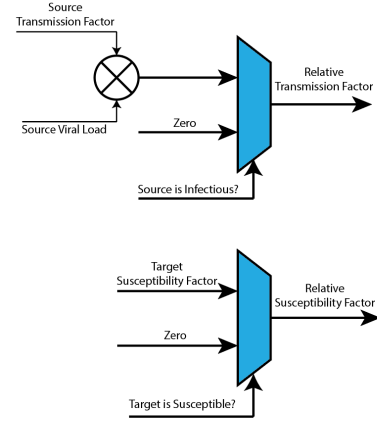 Source
Transmission Factor
Source Viral Load
Zero
Source is Infectious?
Relative
Transmission Factor
Target
Susceptibility Factor
Zero
Target is Susceptible?
Relative
Susceptibility Factor